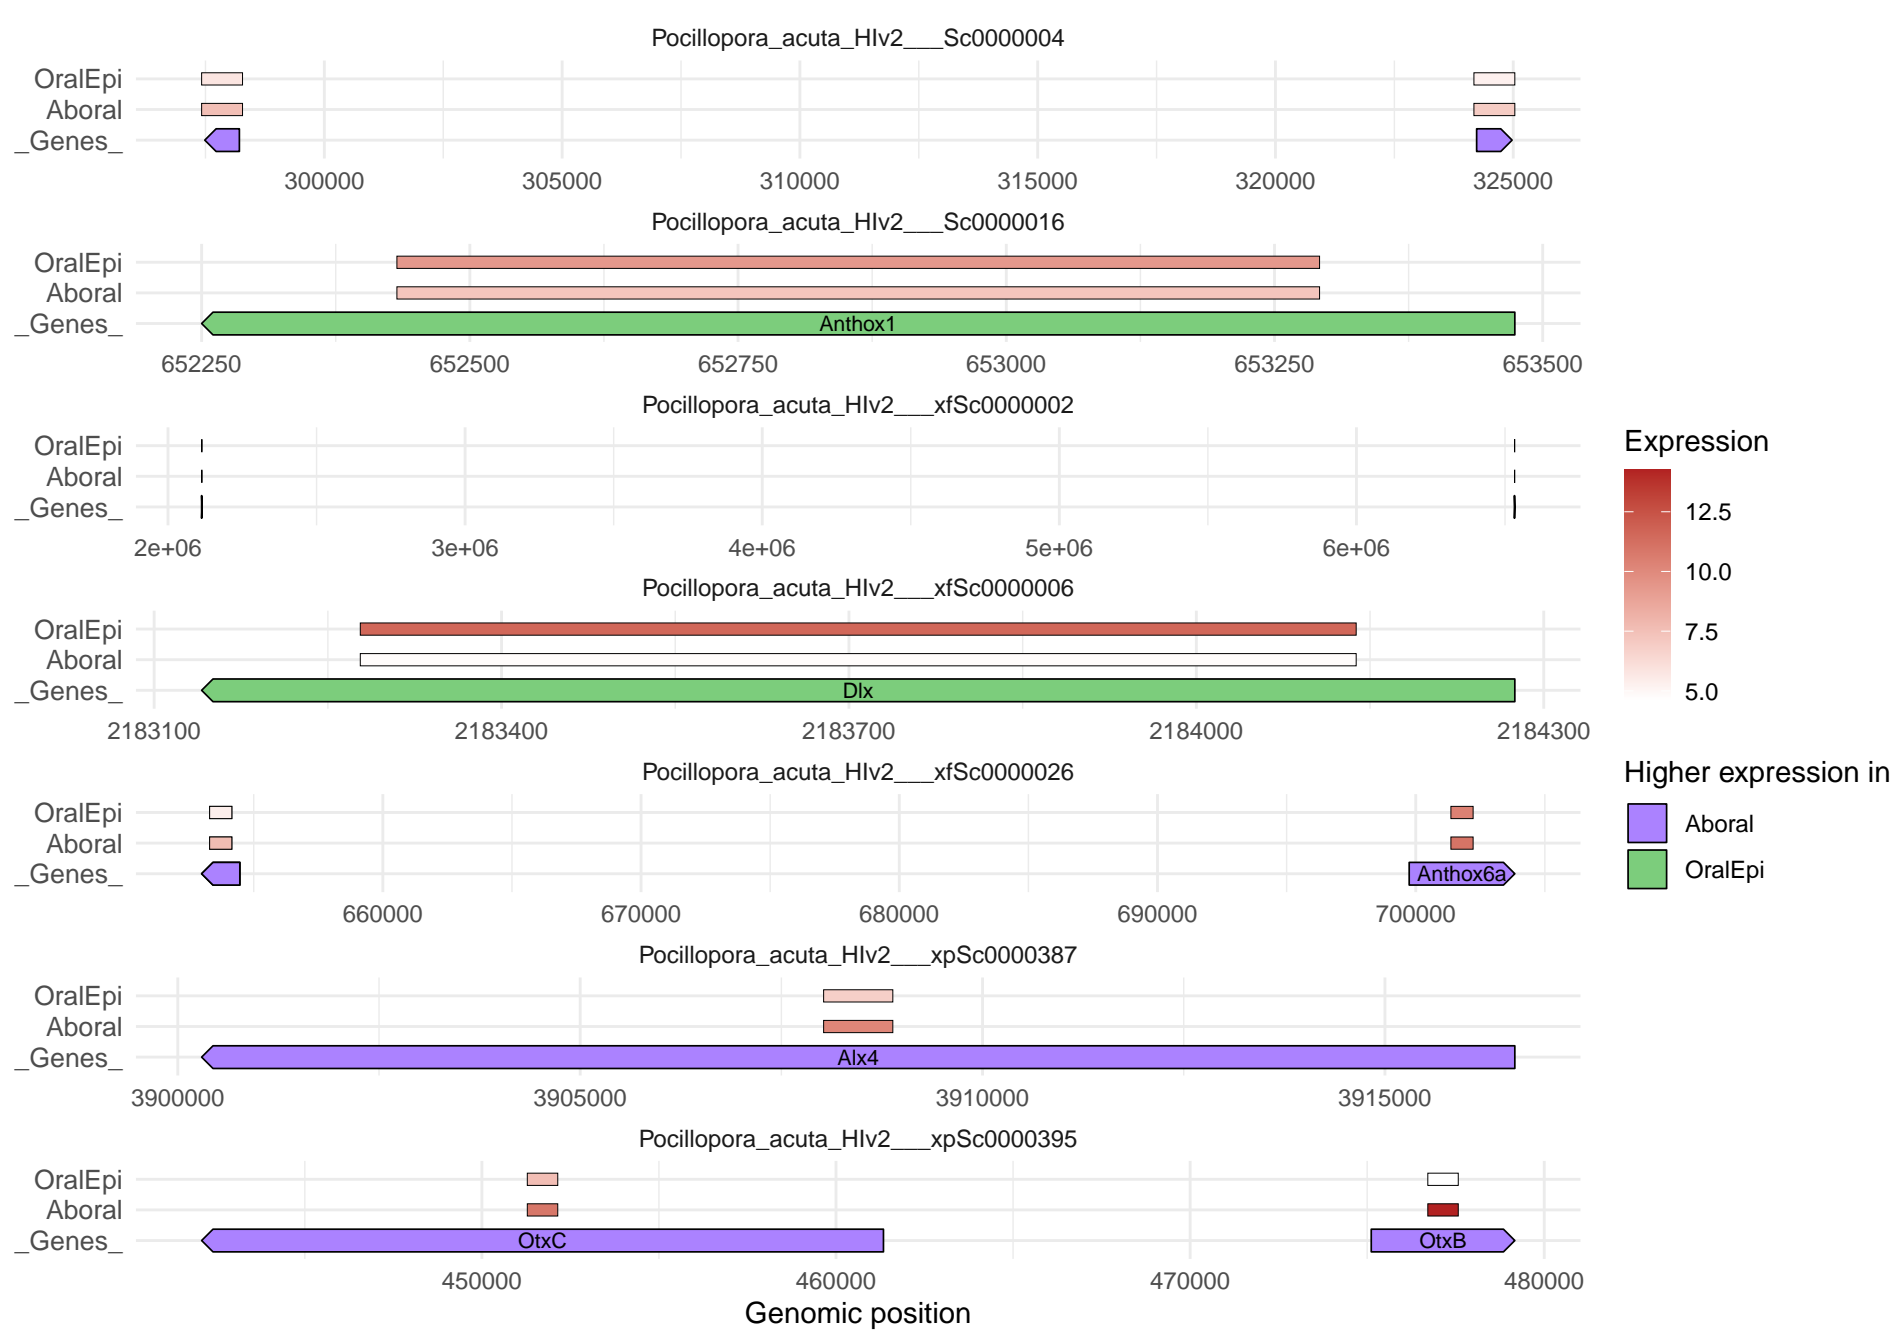 Pocillopora_acuta_HIv2___Sc0000004
OralEpi
Aboral
_Genes_
300000 305000 310000 315000 320000 325000
Pocillopora_acuta_HIv2___Sc0000016
OralEpi
Aboral
_Genes_ Anthox1
652250 652500 652750 653000 653250 653500
Pocillopora_acuta_HIv2___xfSc0000002
OralEpi
Aboral
_Genes_
2e+06 3e+06 4e+06 5e+06 6e+06
Pocillopora_acuta_HIv2___xfSc0000006
OralEpi
Aboral
_Genes_ Dlx
2183100 2183400 2183700 2184000 2184300
Pocillopora_acuta_HIv2___xfSc0000026
OralEpi
Aboral
_Genes_ Anthox6a
660000 670000 680000 690000 700000
Pocillopora_acuta_HIv2___xpSc0000387
OralEpi
Aboral
_Genes_ Alx4
3900000 3905000 3910000 3915000
Pocillopora_acuta_HIv2___xpSc0000395
OralEpi
Aboral
_Genes_ OtxC OtxB
450000 460000 470000 480000
Genomic position
Expression
12.5
10.0
7.5
5.0
Higher expression in
Aboral
OralEpi